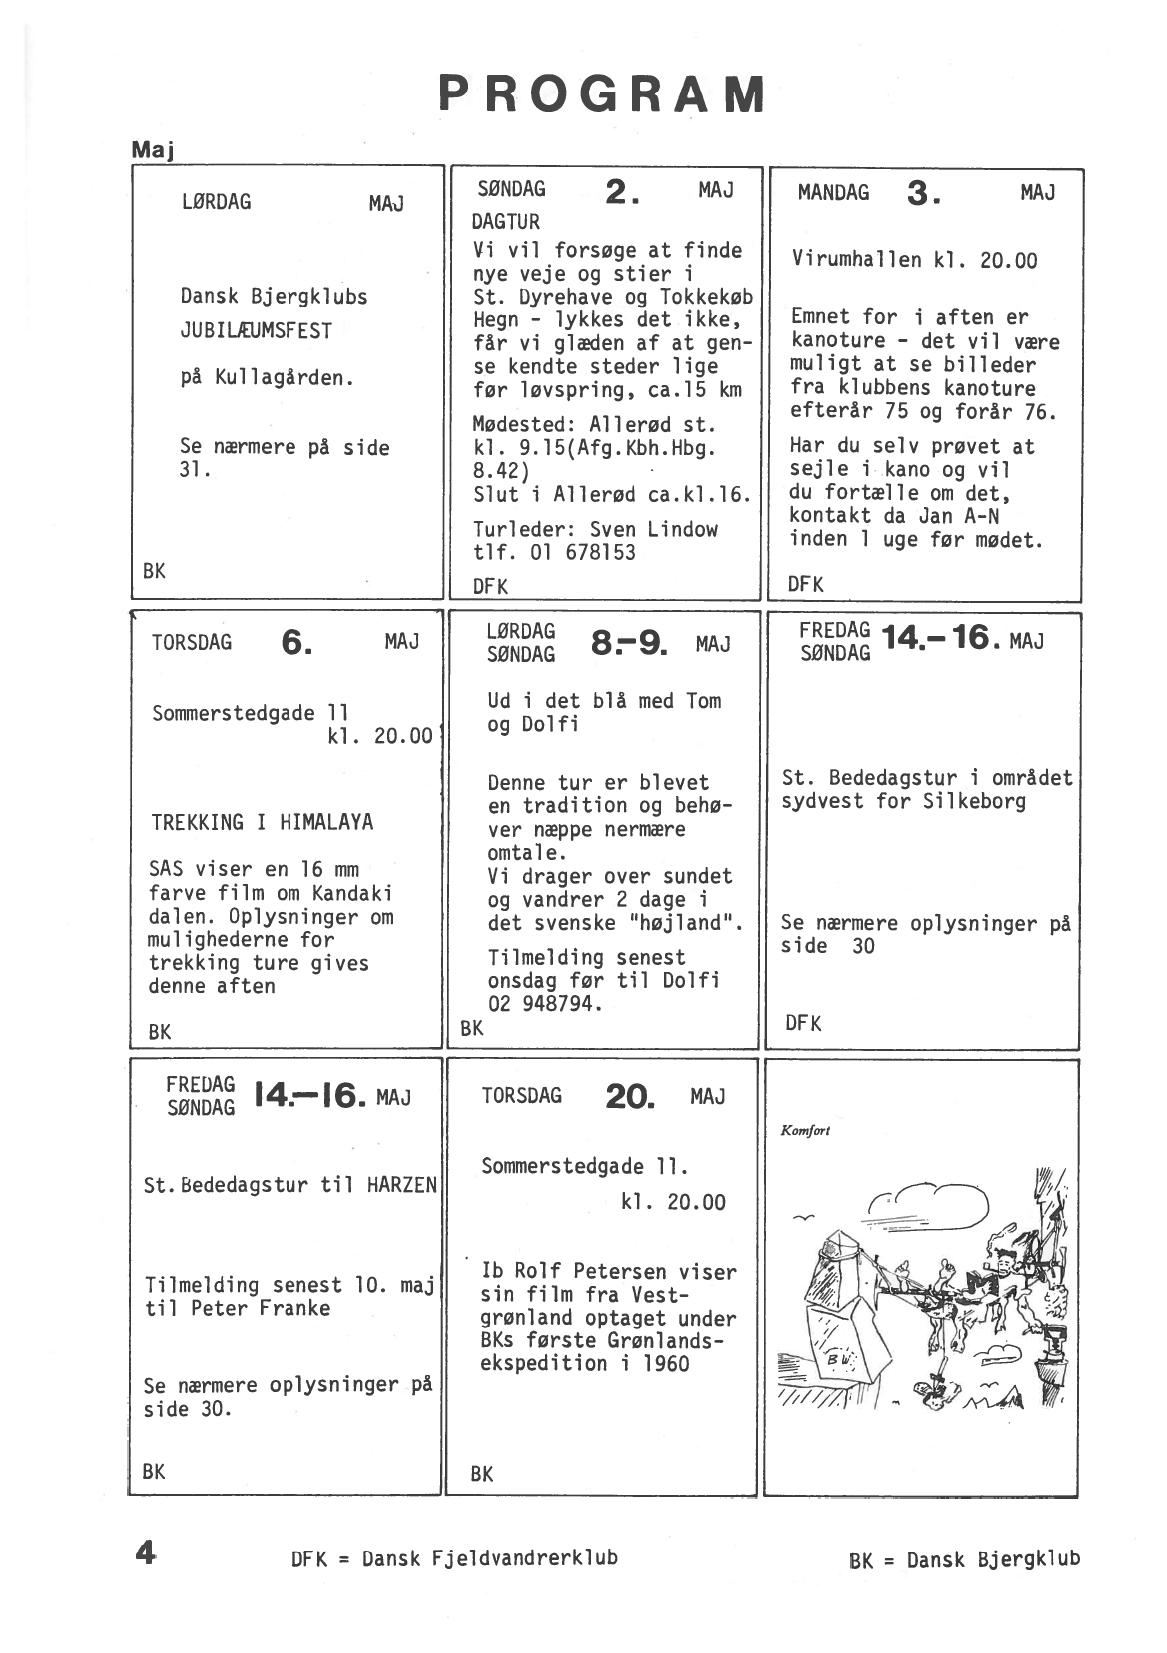 PROGRAM
Maj
LØRDAG MAJ
Dansk Bjergklubs
JUBILÆUMSFEST
på Kullagården.
Se nærmere på side
31.
BK
SØNDAG 2. MAJ
DAGTUR
Vi vil forsøge at finde
nye veje og stier i
St. Dyrehave og Tokkekøb
Hegn - lykkes det ikke,
får vi glæden af at gen-
se kendte steder lige
før løvspring, ca.15 km
Mødested: Allerød st.
kl. 9.15(Afg.Kbh.Hbg.
8.42)
Slut i Allerød ca.kl.16.
Turleder: Sven Lindow
tlf. 01 678153
DFK
MANDAG 3. MAJ
Virumhallen kl. 20.00
Emnet for i aften er
kanoture - det vil være
muligt at se billeder
fra klubbens kanoture
efterår 75 og forår 76.
Har du selv prøvet at
sejle i kano og vil
du fortælle om det,
kontakt da Jan A-N
inden 1 uge før mødet.
DFK
TORSDAG 6. MAJ
Sommerstedgade 11
kl. 20.00
TREKKING I HIMALAYA
SAS viser en 16 mm
farve film om Kandaki
dalen. Oplysninger om
mulighederne for
trekking ture gives
denne aften
BK
LØRDAG
SØNDAG 8.-9. MAJ
Ud i det blå med Tom
og Dolfi
Denne tur er blevet
en tradition og behø-
ver næppe nermære
omtale.
Vi drager over sundet
og vandrer 2 dage i
det svenske "højland".
Tilmelding senest
onsdag før til Dolfi
02 948794.
BK
FREDAG
SØNDAG 14.-16. MAJ
St. Bededagstur i området
sydvest for Silkeborg
Se nærmere oplysninger på
side 30
DFK
FREDAG
SØNDAG 14.-16. MAJ
St. Bededagstur til HARZEN
Tilmelding senest 10. maj
til Peter Franke
Se nærmere oplysninger på
side 30.
BK
TORSDAG 20. MAJ
Sommerstedgade 11.
kl. 20.00
Ib Rolf Petersen viser
sin film fra Vest-
grønland optaget under
BKs første Grønlands-
ekspedition i 1960
BK
Komfort
4 DFK = Dansk Fjeldvandrerklub BK = Dansk Bjergklub